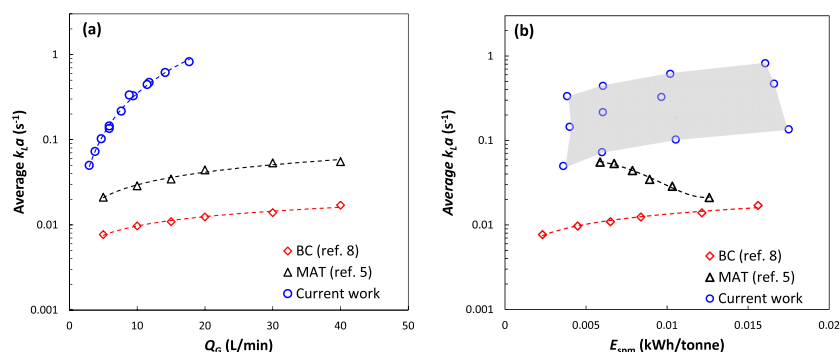 (a)
Average kLa (s⁻¹)
1
0.1
0.01
0.001
0
10
20
30
40
50
QG (L/min)
BC (ref. 8)
MAT (ref. 5)
Current work
(b)
Average kLa (s⁻¹)
1
0.1
0.01
0.001
0
0.005
0.01
0.015
0.02
Espm (kWh/tonne)
BC (ref. 8)
MAT (ref. 5)
Current work